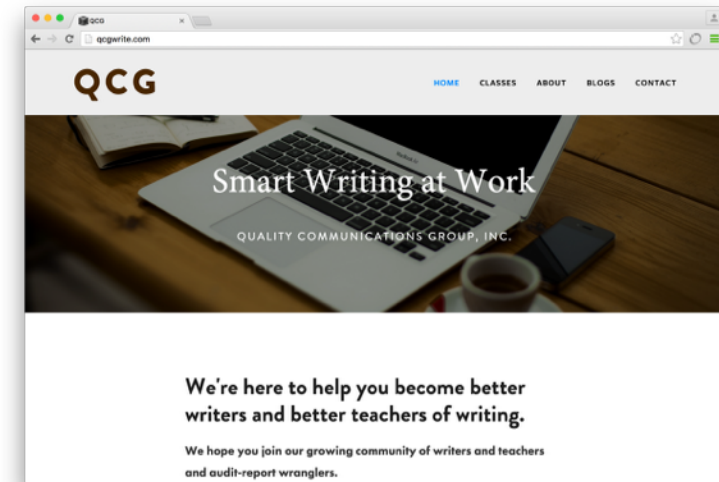 QCG
qcgwrite.com
QCG
HOME CLASSES ABOUT BLOGS CONTACT
Smart Writing at Work
QUALITY COMMUNICATIONS GROUP, INC.
We're here to help you become better
writers and better teachers of writing.
We hope you join our growing community of writers and teachers
and audit-report wranglers.